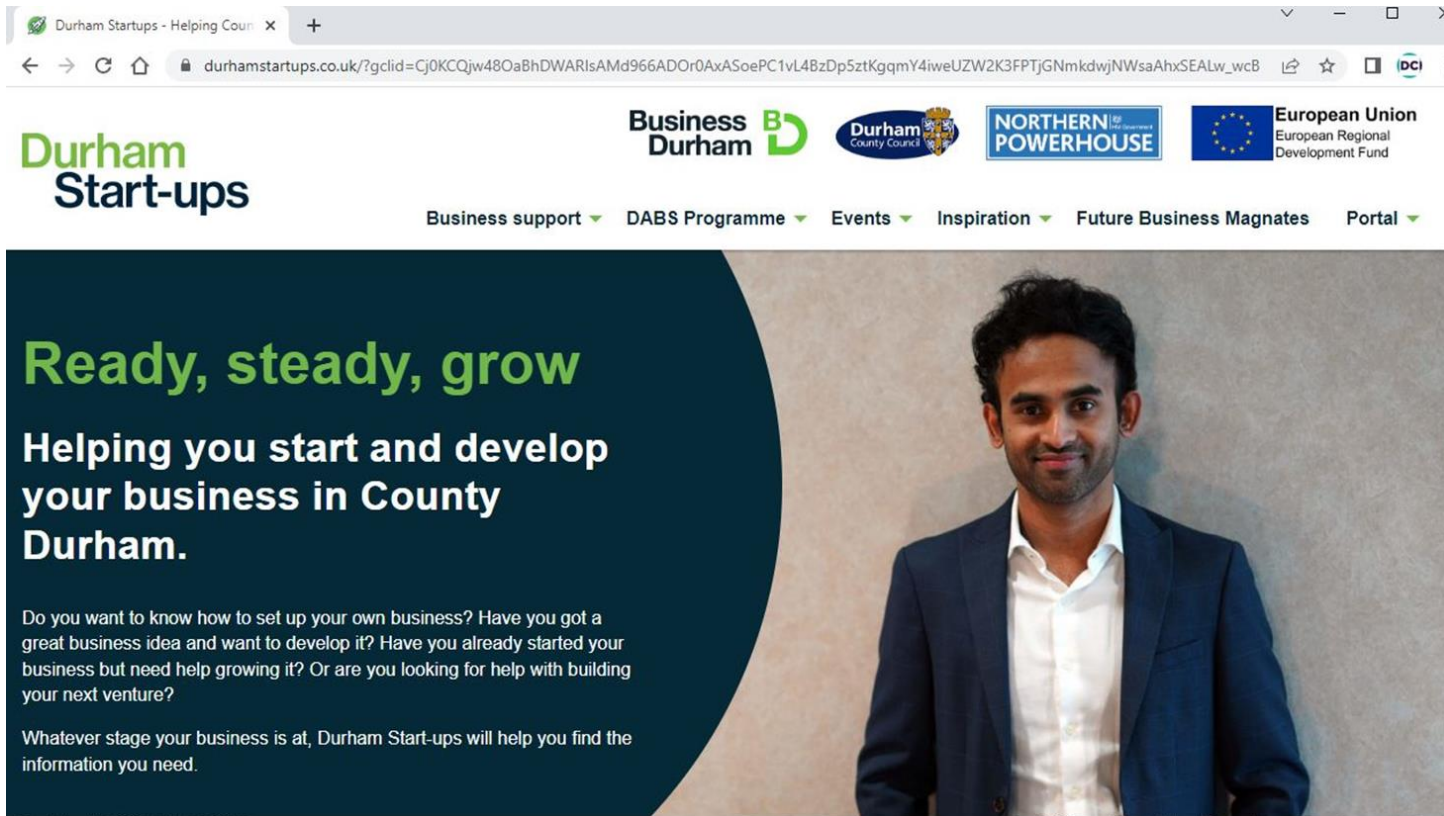 Durham Startups - Helping Coun
durhamstartups.co.uk/?gclid=Cj0KCQjw48OaBhDWARIsAMd966ADOr0AxASoePC1vL4BzDp5ztKgqmY4iweUZW2K3FPTjGNmkdwjNWsaAhxSEALw_wcB
DC
Durham
Start-ups
Business
Durham
BD
Durham
County Council
NORTHERN
POWERHOUSE
European Union
European Regional
Development Fund
Business support DABS Programme Events Inspiration Future Business Magnates Portal
Ready, steady, grow
Helping you start and develop
your business in County
Durham.
Do you want to know how to set up your own business? Have you got a
great business idea and want to develop it? Have you already started your
business but need help growing it? Or are you looking for help with building
your next venture?
Whatever stage your business is at, Durham Start-ups will help you find the
information you need.